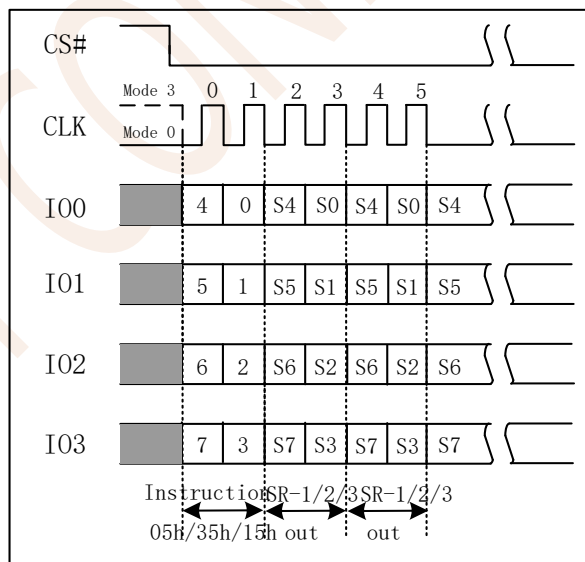 CS#
Mode 3 0 1 2 3 4 5
CLK
Mode 0
IO0 4 0 S4 S0 S4 S0 S4
IO1 5 1 S5 S1 S5 S1 S5
IO2 6 2 S6 S2 S6 S2 S6
IO3 7 3 S7 S3 S7 S3 S7
Instruction SR-1/2/3 SR-1/2/3
05h/35h/15h out out